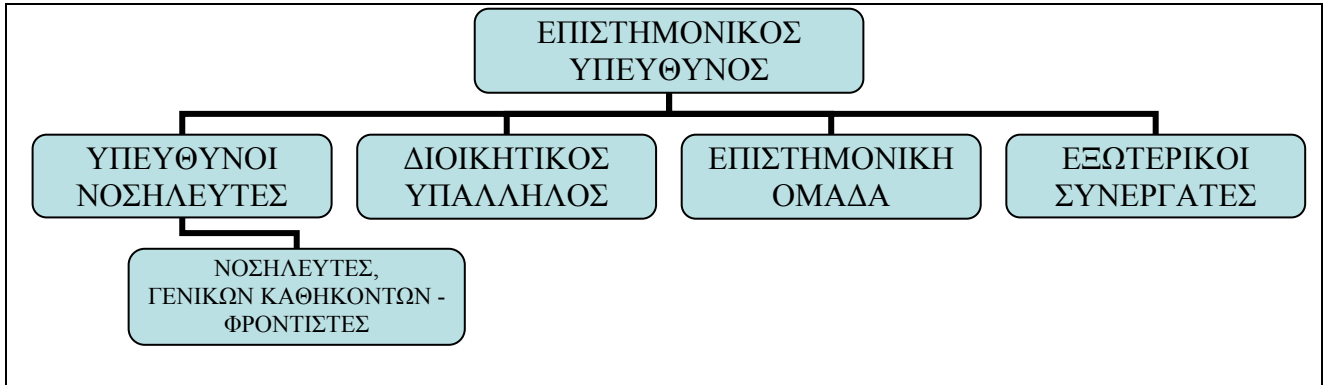 ΕΠΙΣΤΗΜΟΝΙΚΟΣ
ΥΠΕΥΘΥΝΟΣ
ΥΠΕΥΘΥΝΟΙ
ΝΟΣΗΛΕΥΤΕΣ
ΔΙΟΙΚΗΤΙΚΟΣ
ΥΠΑΛΛΗΛΟΣ
ΕΠΙΣΤΗΜΟΝΙΚΗ
ΟΜΑΔΑ
ΕΞΩΤΕΡΙΚΟΙ
ΣΥΝΕΡΓΑΤΕΣ
ΝΟΣΗΛΕΥΤΕΣ,
ΓΕΝΙΚΩΝ ΚΑΘΗΚΟΝΤΩΝ -
ΦΡΟΝΤΙΣΤΕΣ